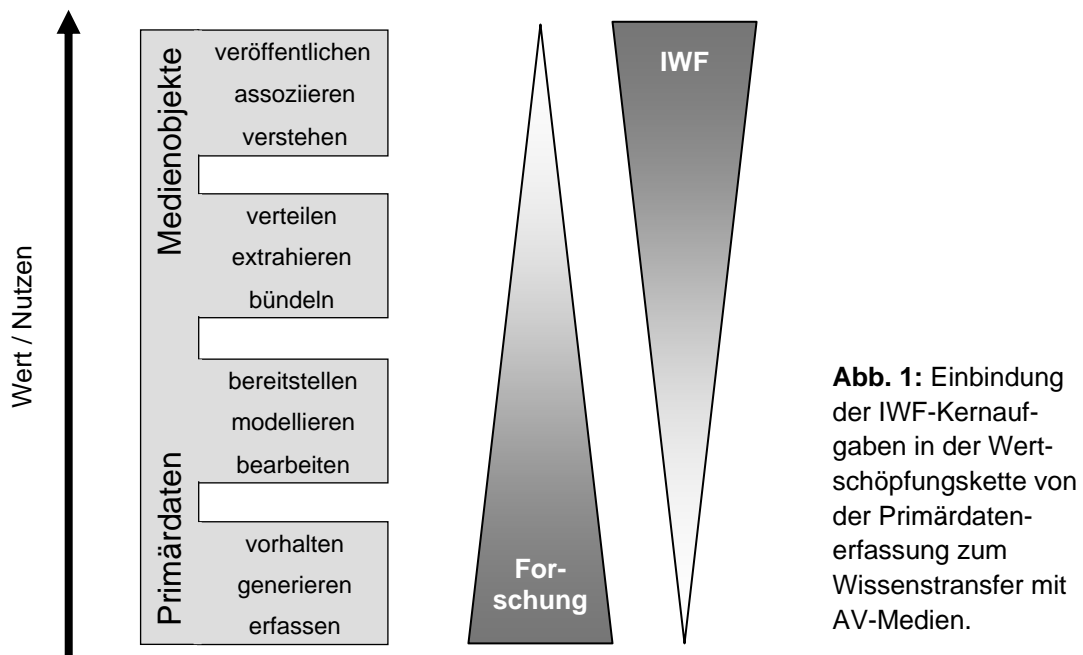 Wert / Nutzen
Medienobjekte
Primärdaten
veröffentlichen
assoziieren
verstehen
verteilen
extrahieren
bündeln
bereitstellen
modellieren
bearbeiten
vorhalten
generieren
erfassen
For-
schung
IWF
Abb. 1: Einbindung
der IWF-Kernauf-
gaben in der Wert-
schöpfungskette von
der Primärdaten-
erfassung zum
Wissenstransfer mit
AV-Medien.